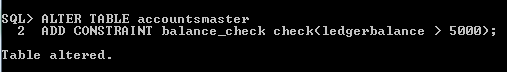 SQL> ALTER TABLE accountsmaster
2 ADD CONSTRAINT balance_check check(ledgerbalance > 5000);
Table altered.